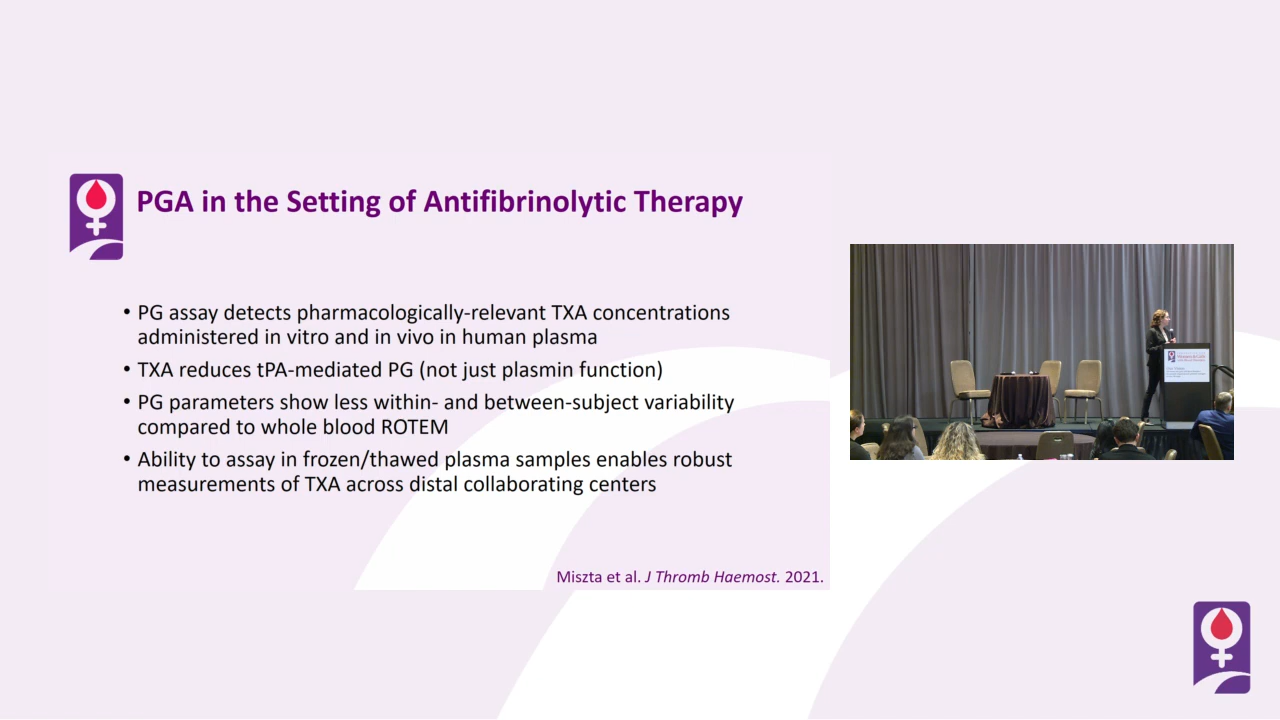 PGA in the Setting of Antifibrinolytic Therapy
• PG assay detects pharmacologically-relevant TXA concentrations
administered in vitro and in vivo in human plasma
• TXA reduces tPA-mediated PG (not just plasmin function)
• PG parameters show less within- and between-subject variability
compared to whole blood ROTEM
• Ability to assay in frozen/thawed plasma samples enables robust
measurements of TXA across distal collaborating centers
Miszta et al. J Thromb Haemost. 2021.